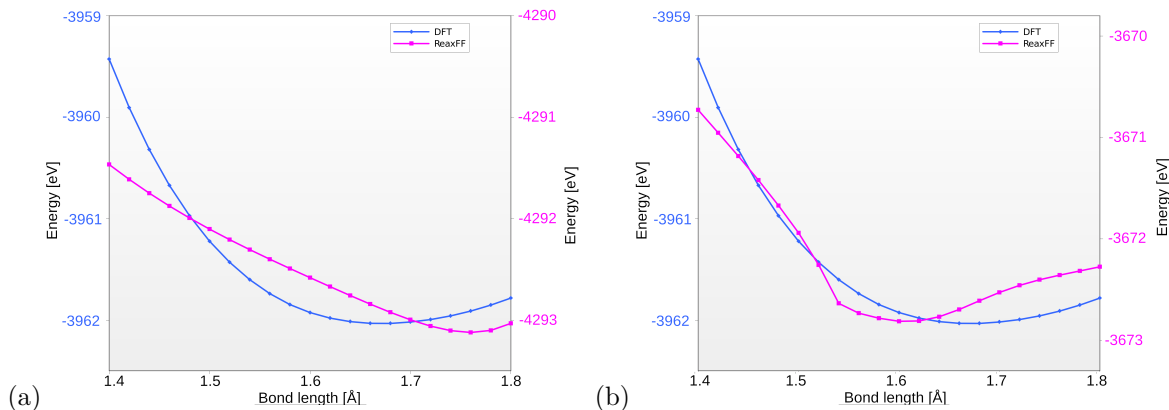 -3959
-3960
-3961
-3962
Energy [eV]
DFT
ReaxFF
-4290
-4291
-4292
-4293
Energy [eV]
1.4
1.5
1.6
1.7
1.8
Bond length [Å]
(a)
-3959
-3960
-3961
-3962
Energy [eV]
DFT
ReaxFF
-3670
-3671
-3672
-3673
Energy [eV]
1.4
1.5
1.6
1.7
1.8
Bond length [Å]
(b)